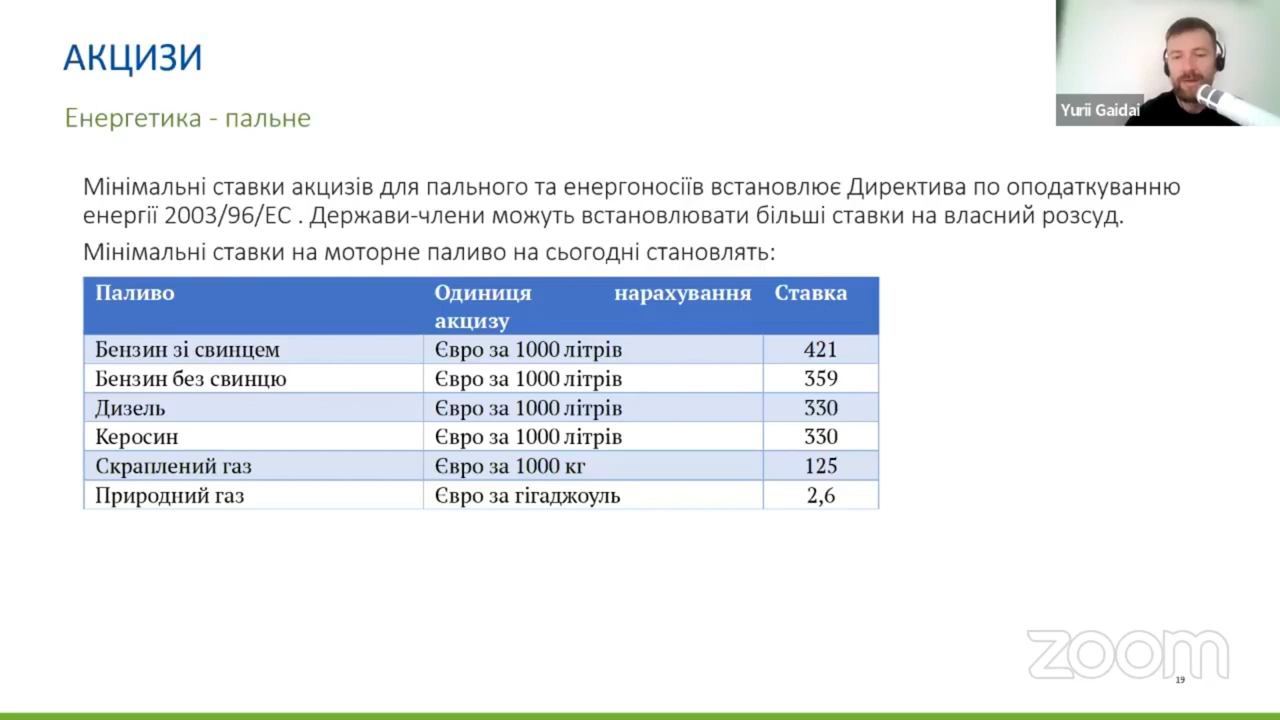 АКЦИЗИ
Yurii Gaidai
Енергетика - пальне
Мінімальні ставки акцизів для пального та енергоносіїв встановлює Директива по оподаткуванню
енергії 2003/96/EC . Держави-члени можуть встановлювати більші ставки на власний розсуд.
Мінімальні ставки на моторне паливо на сьогодні становлять:
Паливо Одиниця нарахування Ставка
акцизу
Бензин зі свинцем Євро за 1000 літрів 421
Бензин без свинцю Євро за 1000 літрів 359
Дизель Євро за 1000 літрів 330
Керосин Євро за 1000 літрів 330
Скраплений газ Євро за 1000 кг 125
Природний газ Євро за гігаджоуль 2,6
zoom
19